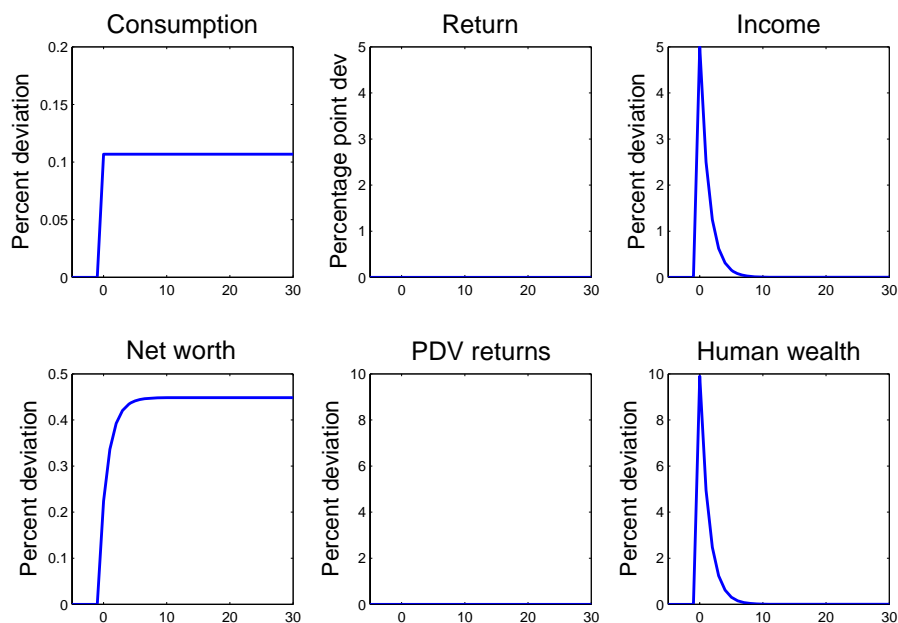 Consumption
Percent deviation
0.2
0.15
0.1
0.05
0
0 10 20 30
Return
Percentage point dev
5
4
3
2
1
0
0 10 20 30
Income
Percent deviation
5
4
3
2
1
0
0 10 20 30
Net worth
Percent deviation
0.5
0.4
0.3
0.2
0.1
0
0 10 20 30
PDV returns
Percent deviation
10
8
6
4
2
0
0 10 20 30
Human wealth
Percent deviation
10
8
6
4
2
0
0 10 20 30